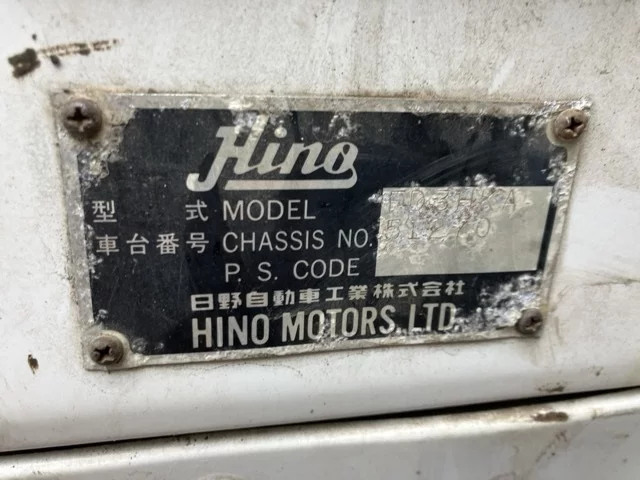 Hino
型 式 MODEL
車台番号 CHASSIS NO.
P. S. CODE
日野自動車工業株式会社
HINO MOTORS, LTD.